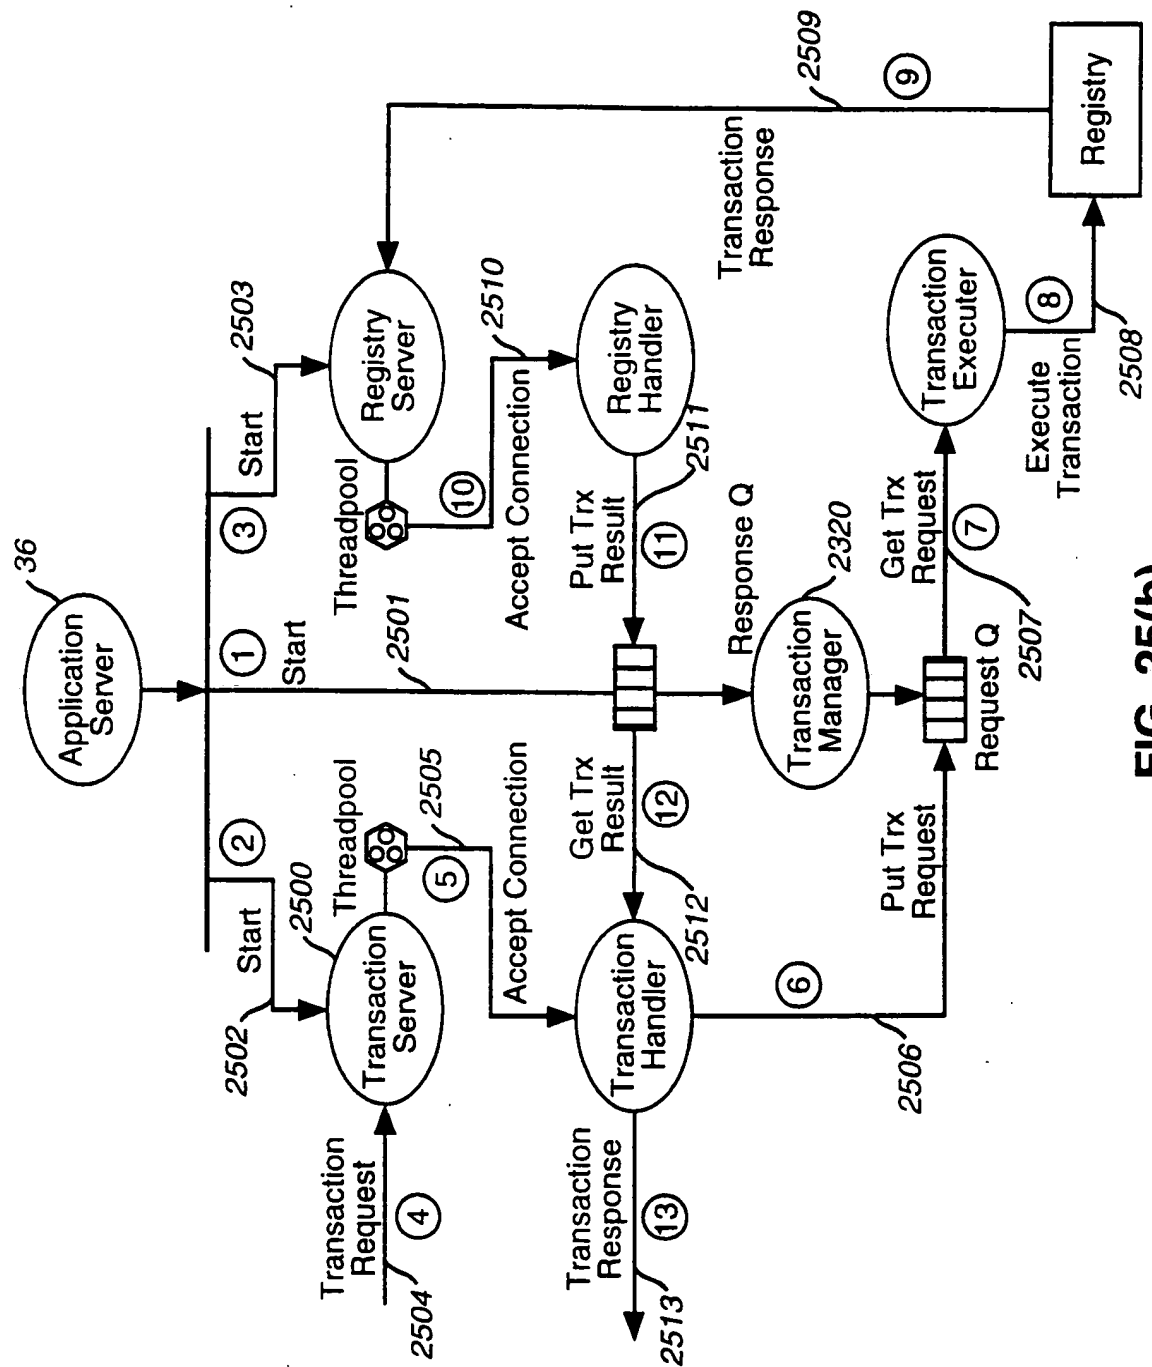 36
Application
Server
1
Start
2501
2
Start
2502
3
Start
2503
2500
Transaction
Server
Threadpool
Transaction
Request
4
2504
5
2505
Accept Connection
Registry
Server
Threadpool
10
2510
Accept Connection
Transaction
Response
9
2509
Transaction
Handler
Registry
Handler
Put Trx
Result
11
2511
Get Trx
Result
12
2512
Transaction
Response
13
2513
Response Q
Transaction
Manager
2320
Put Trx
Request
6
2506
Request Q
Get Trx
Request
7
2507
Transaction
Executer
Execute
Transaction
8
2508
Registry
FIG. 25(b)